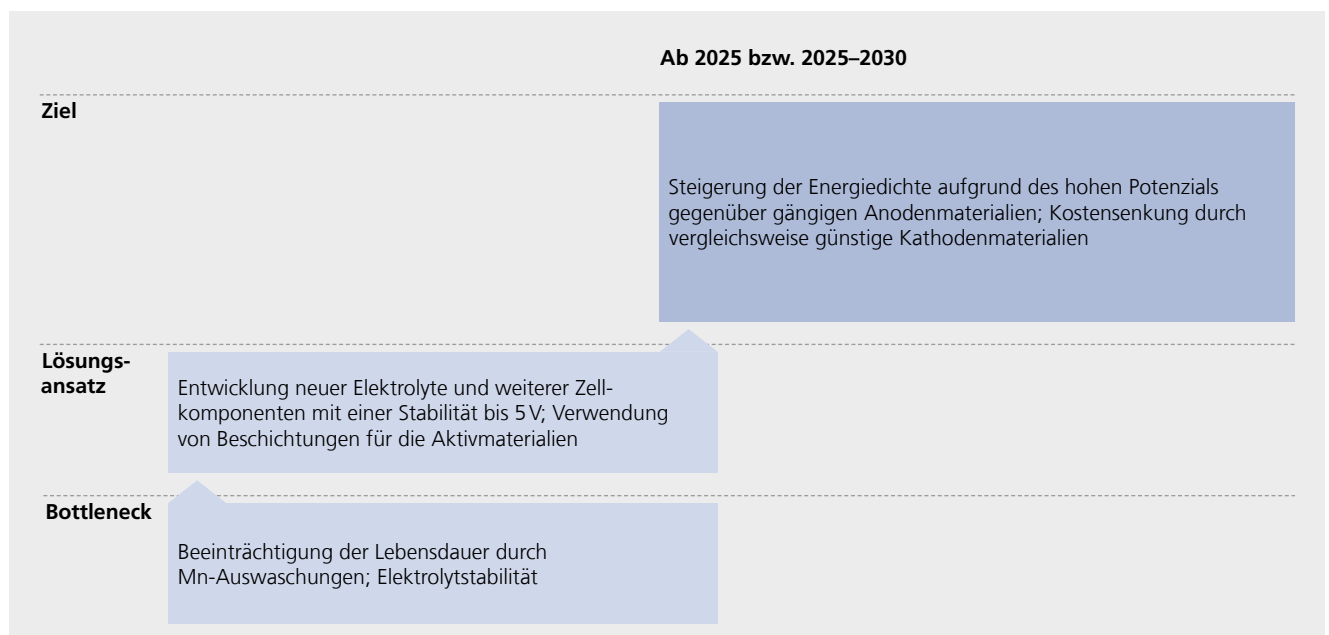 Ab 2025 bzw. 2025–2030
Ziel
Steigerung der Energiedichte aufgrund des hohen Potenzials
gegenüber gängigen Anodenmaterialien; Kostensenkung durch
vergleichsweise günstige Kathodenmaterialien
Lösungs-
ansatz
Entwicklung neuer Elektrolyte und weiterer Zell-
komponenten mit einer Stabilität bis 5 V; Verwendung
von Beschichtungen für die Aktivmaterialien
Bottleneck
Beeinträchtigung der Lebensdauer durch
Mn-Auswaschungen; Elektrolytstabilität